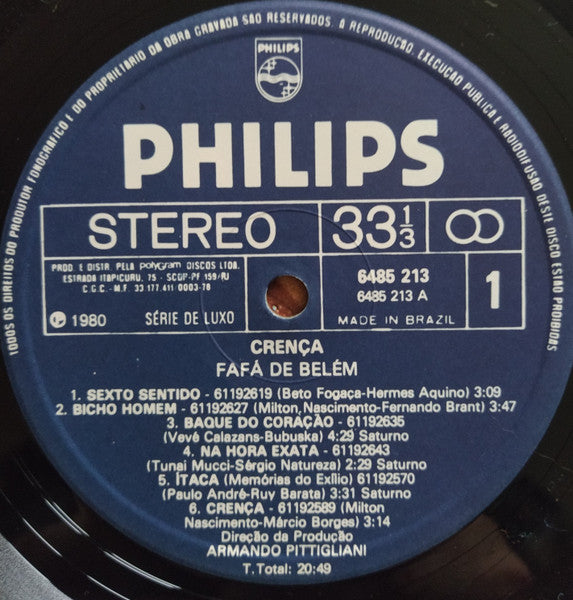 TODOS OS DIREITOS DO PRODUTOR FONOGRÁFICO E DO PROPRIETÁRIO DA OBRA GRAVADA SÃO RESERVADOS. A REPRODUÇÃO, EXECUÇÃO PÚBLICA E RADIODIFUSÃO DESTE DISCO ESTÃO PROIBIDAS
PHILIPS
PHILIPS
STEREO 33 1/3
PROD. E DISTR. PELA polygram DISCOS LTDA.
ESTRADA ITAPICURU, 75 - SCDP-PF 159/RJ
C.G.C.-M.F. 33.177.411 0003-76
6485 213
6485 213 A
1
℗ 1980 SÉRIE DE LUXO
MADE IN BRAZIL
CRENÇA
FAFÁ DE BELÉM
1. SEXTO SENTIDO - 61192619 (Beto Fogaça-Hermes Aquino) 3:09
2. BICHO HOMEM - 61192627 (Milton Nascimento-Fernando Brant) 3:47
3. BAQUE DO CORAÇÃO - 61192635
(Vevé Calazans-Bubuska) 4:29 Saturno
4. NA HORA EXATA - 61192643
(Tunai Mucci-Sérgio Natureza) 2:29 Saturno
5. ÍTACA (Memórias do Exílio) 61192570
(Paulo André-Ruy Barata) 3:31 Saturno
6. CRENÇA - 61192589 (Milton
Nascimento-Márcio Borges) 3:14
Direção da Produção
ARMANDO PITTIGLIANI
T. Total: 20:49